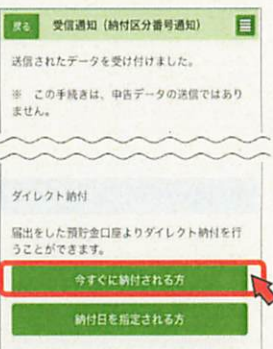 戻る 受信通知（納付区分番号通知）
送信されたデータを受け付けました。
※ この手続きは、申告データの送信ではあり
ません。
ダイレクト納付
届出をした預貯金口座よりダイレクト納付を行
うことができます。
今すぐに納付される方
納付日を指定される方